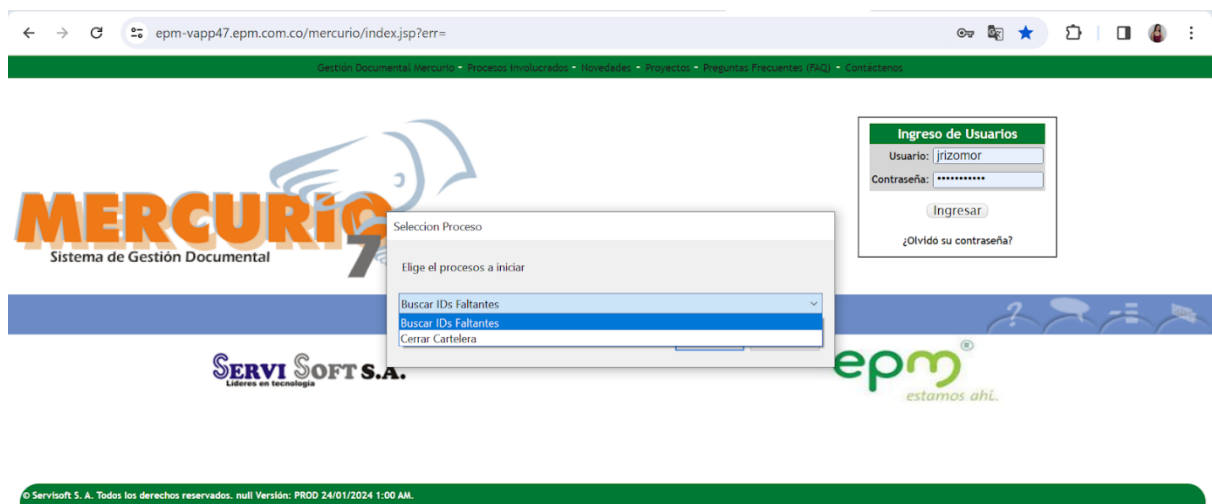 epm-vapp47.epm.com.co/mercurio/index.jsp?err=
Gestión Documental Mercurio - Procesos Involucrados - Novedades - Proyectos - Preguntas Frecuentes (FAQ) - Contáctenos
Ingreso de Usuarios
Usuario: jrizomor
Contraseña: •••••••••••
Ingresar
¿Olvidó su contraseña?
MERCURIO
7
Sistema de Gestión Documental
Seleccion Proceso
Elige el procesos a iniciar
Buscar IDs Faltantes
Buscar IDs Faltantes
Cerrar Cartelera
SERVI SOFT S.A.
Líderes en tecnología
epm®
estamos ahí.
© Servisoft S. A. Todos los derechos reservados. null Versión: PROD 24/01/2024 1:00 AM.